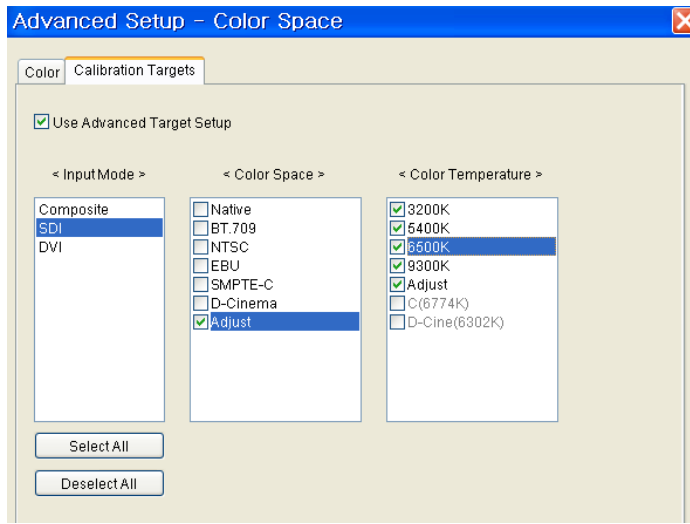 Advanced Setup - Color Space
Color Calibration Targets
Use Advanced Target Setup
< Input Mode > < Color Space > < Color Temperature >
Composite Native 3200K
SDI BT.709 5400K
DVI NTSC 6500K
EBU 9300K
SMPTE-C Adjust
D-Cinema C(6774K)
Adjust D-Cine(6302K)
Select All
Deselect All